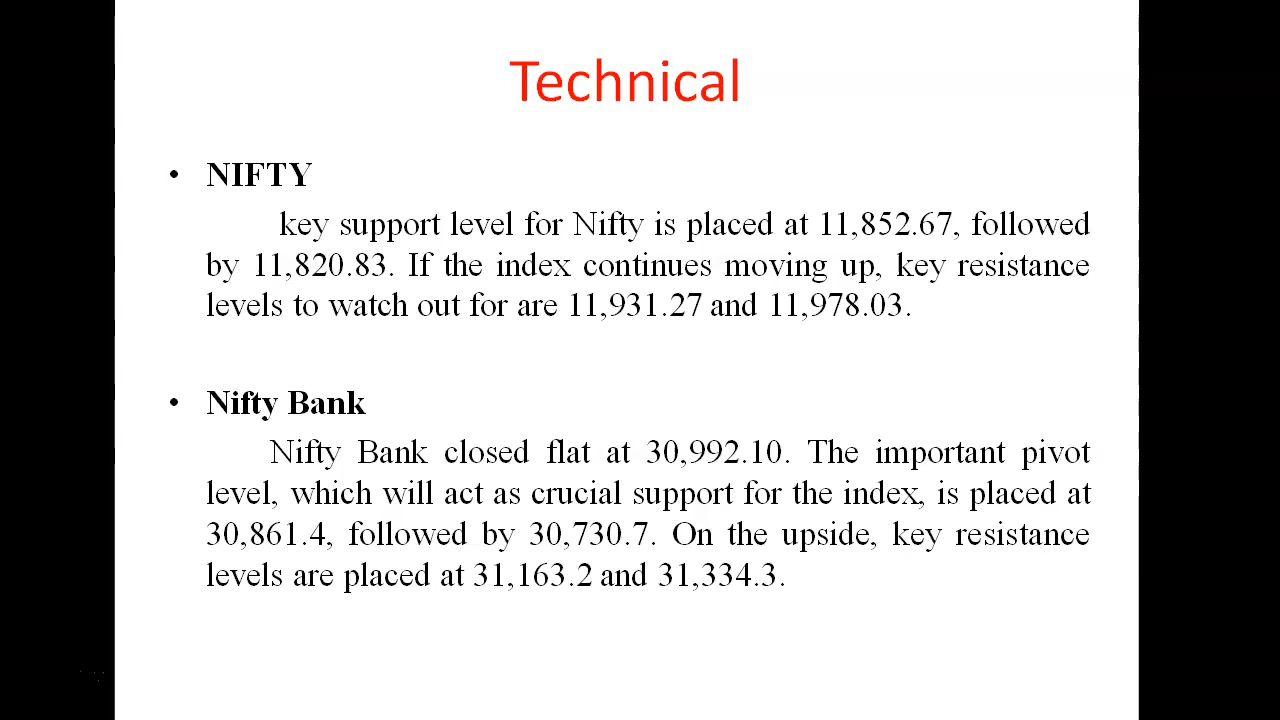 Technical
• NIFTY
key support level for Nifty is placed at 11,852.67, followed
by 11,820.83. If the index continues moving up, key resistance
levels to watch out for are 11,931.27 and 11,978.03.
• Nifty Bank
Nifty Bank closed flat at 30,992.10. The important pivot
level, which will act as crucial support for the index, is placed at
30,861.4, followed by 30,730.7. On the upside, key resistance
levels are placed at 31,163.2 and 31,334.3.